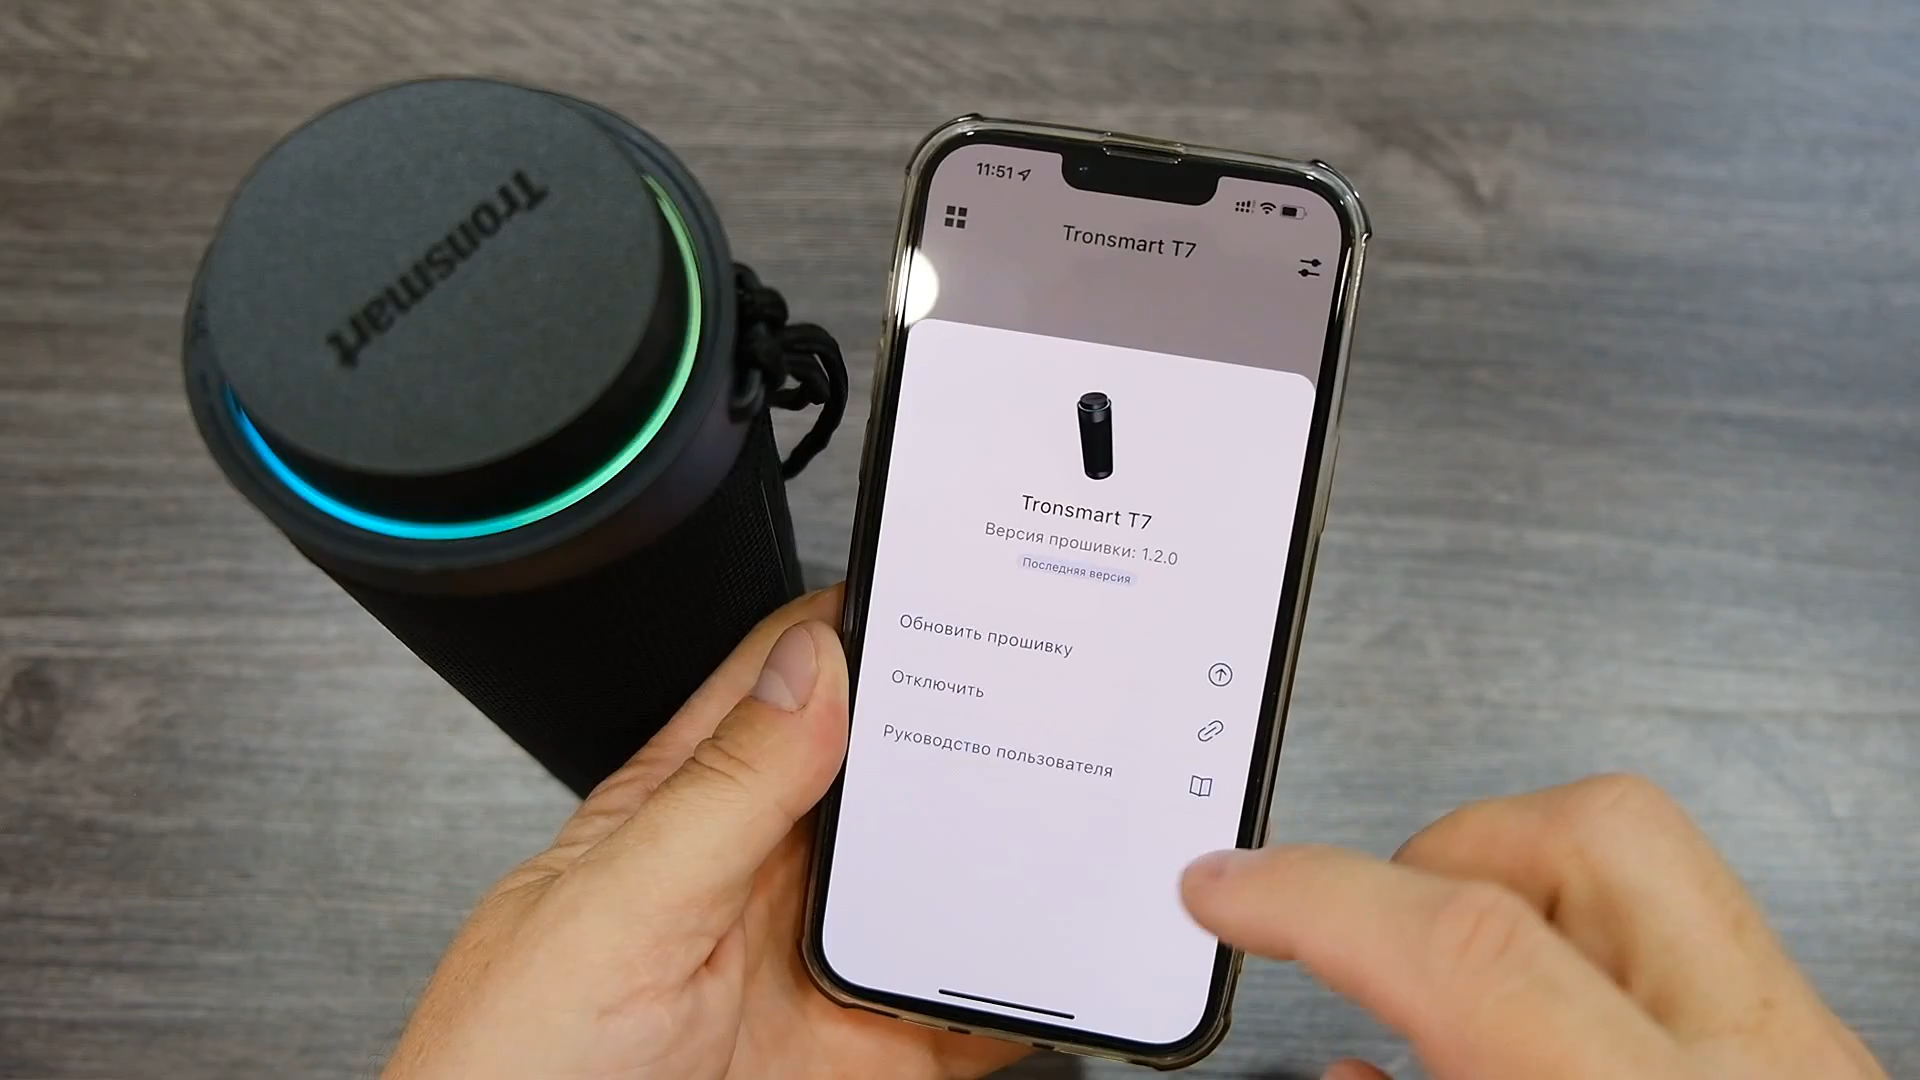 Tronsmart
11:51
Tronsmart T7
Tronsmart T7
Версия прошивки: 1.2.0
Последняя версия
Обновить прошивку
Отключить
Руководство пользователя